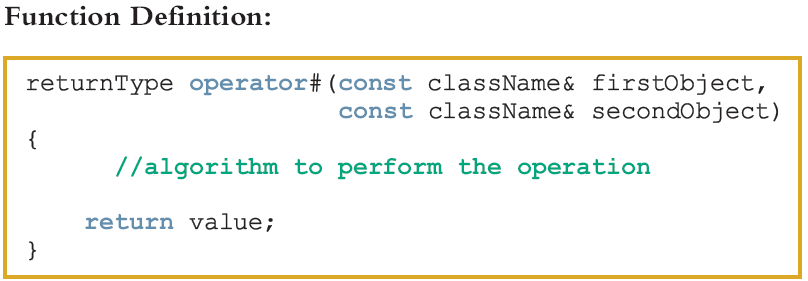 Function Definition:
returnType operator#(const className& firstObject,
const className& secondObject)
{
//algorithm to perform the operation
return value;
}